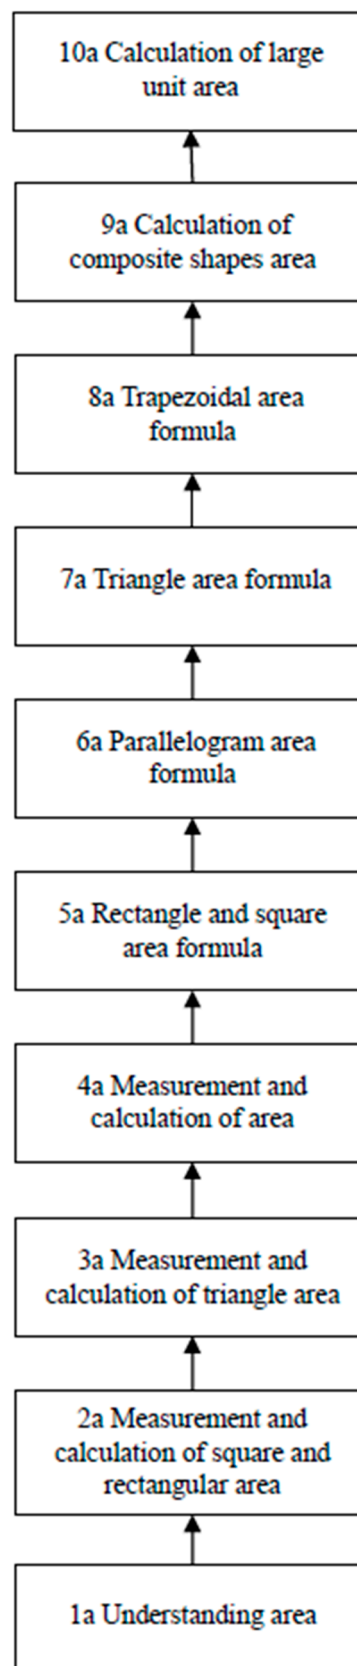 10a Calculation of large
unit area
9a Calculation of
composite shapes area
8a Trapezoidal area
formula
7a Triangle area formula
6a Parallelogram area
formula
5a Rectangle and square
area formula
4a Measurement and
calculation of area
3a Measurement and
calculation of triangle area
2a Measurement and
calculation of square and
rectangular area
1a Understanding area